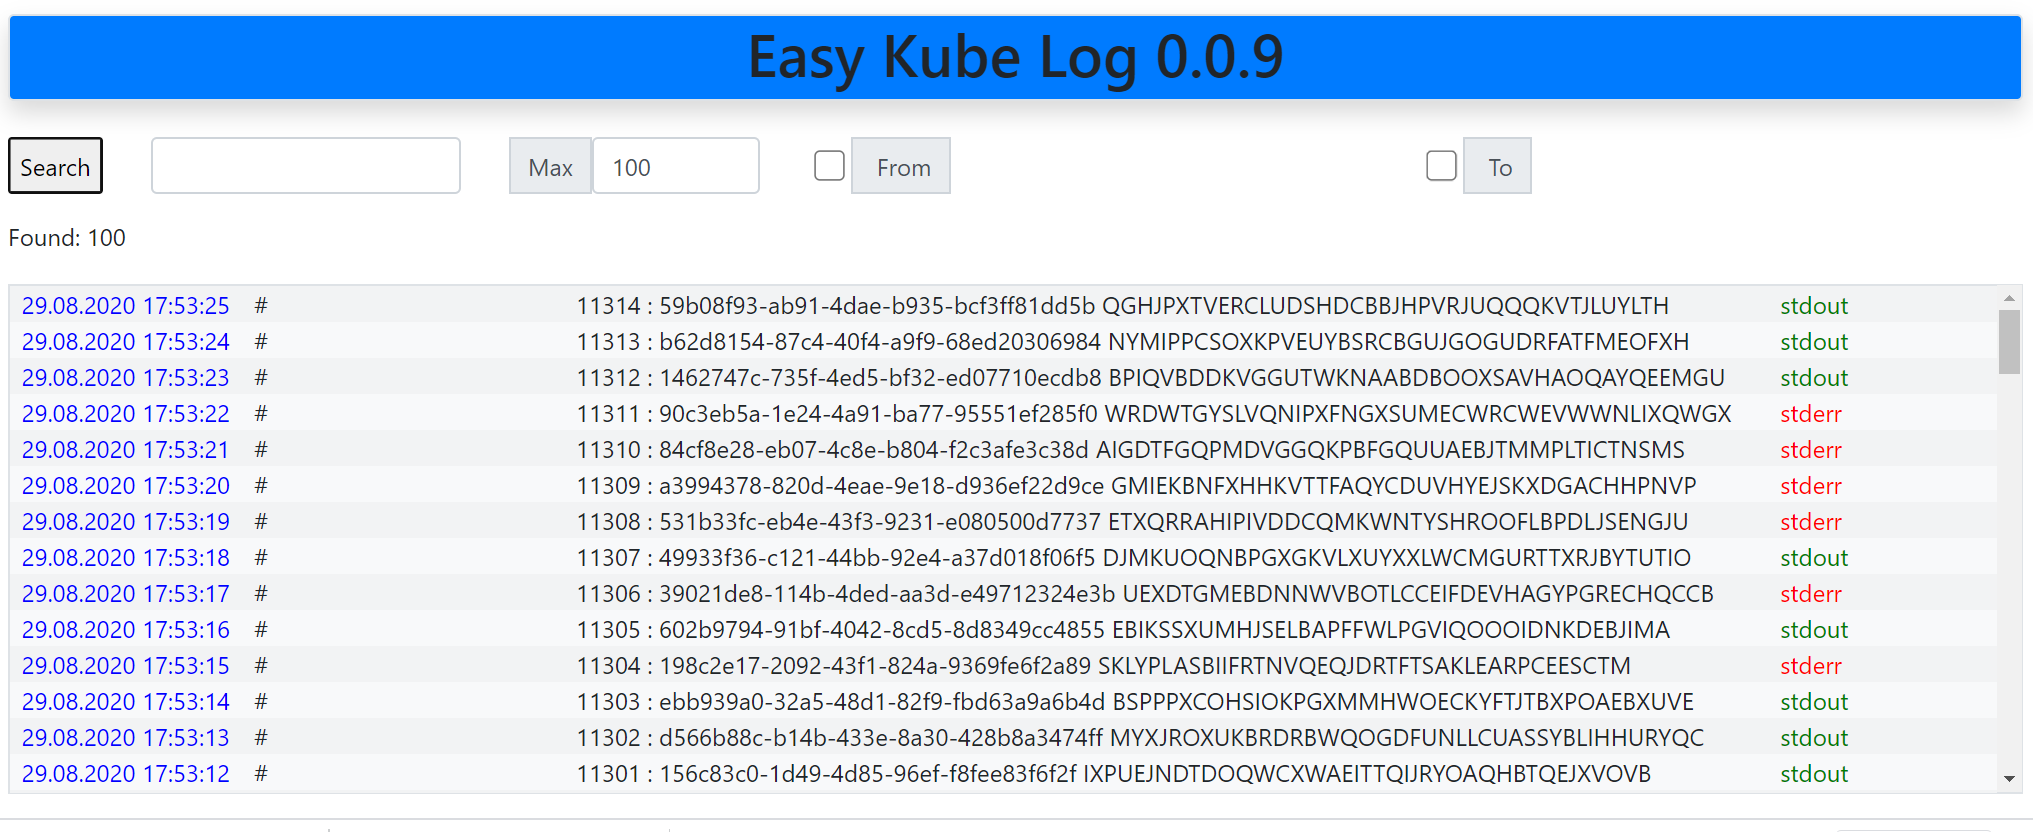 Easy Kube Log 0.0.9
Search Max 100 From To
Found: 100
29.08.2020 17:53:25 # 11314 : 59b08f93-ab91-4dae-b935-bcf3ff81dd5b QGHJPXTVERCLUDSHDCBBJHPVRJUQQQKVTJLUYLTH stdout
29.08.2020 17:53:24 # 11313 : b62d8154-87c4-40f4-a9f9-68ed20306984 NYMIPPCSOXKPVEUYBSRCBGUJGOGUDRFATFMEOFXH stdout
29.08.2020 17:53:23 # 11312 : 1462747c-735f-4ed5-bf32-ed07710ecdb8 BPIQVBDDKVGGUTWKNAABDBOOXSAVHAOQAYQEEMGU stdout
29.08.2020 17:53:22 # 11311 : 90c3eb5a-1e24-4a91-ba77-95551ef285f0 WRDWTGYSLVQNIPXFNGXSUMECWRCWEVWWNLIXQWGX stderr
29.08.2020 17:53:21 # 11310 : 84cf8e28-eb07-4c8e-b804-f2c3afe3c38d AIGDTFGQPMDVGGQKPBFGQUUAEBJTMMPLTICTNSMS stderr
29.08.2020 17:53:20 # 11309 : a3994378-820d-4eae-9e18-d936ef22d9ce GMIEKBNFXHHKVTTFAQYCDUVHYEJSKXDGACHHPNVP stderr
29.08.2020 17:53:19 # 11308 : 531b33fc-eb4e-43f3-9231-e080500d7737 ETXQRRAHIPIVDDCQMKWNTYSHROOFLBPDLJSENGJU stderr
29.08.2020 17:53:18 # 11307 : 49933f36-c121-44bb-92e4-a37d018f06f5 DJMKUOQNBPGXGKVLXUYXXLWCMGURTTXRJBYTUTIO stdout
29.08.2020 17:53:17 # 11306 : 39021de8-114b-4ded-aa3d-e49712324e3b UEXDTGMEBDNNWVBOTLCCEIFDEVHAGYPGRECHQCCB stderr
29.08.2020 17:53:16 # 11305 : 602b9794-91bf-4042-8cd5-8d8349cc4855 EBIKSSXUMHJSELBAPFFWLPGVIQOOOIDNKDEBJIMA stdout
29.08.2020 17:53:15 # 11304 : 198c2e17-2092-43f1-824a-9369fe6f2a89 SKLYPLASBIIFRTNVQEQJDRTFTSAKLEARPCEESCTM stderr
29.08.2020 17:53:14 # 11303 : ebb939a0-32a5-48d1-82f9-fbd63a9a6b4d BSPPPXCOHSIOKPGXMMHWOECKYFTJTBXPOAEBXUVE stdout
29.08.2020 17:53:13 # 11302 : d566b88c-b14b-433e-8a30-428b8a3474ff MYXJROXUKBRDRBWQOGDFUNLLCUASSYBLIHHURYQC stdout
29.08.2020 17:53:12 # 11301 : 156c83c0-1d49-4d85-96ef-f8fee83f6f2f IXPUEJNDTDOQWCXWAEITTQIJRYOAQHBTQEJXVOVB stdout